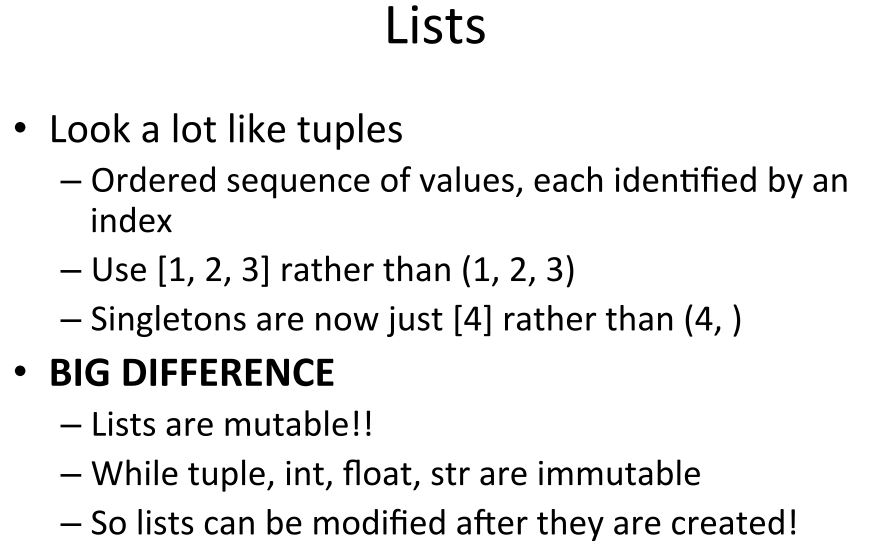 Lists
• Look a lot like tuples
– Ordered sequence of values, each identified by an
index
– Use [1, 2, 3] rather than (1, 2, 3)
– Singletons are now just [4] rather than (4, )
• BIG DIFFERENCE
– Lists are mutable!!
– While tuple, int, float, str are immutable
– So lists can be modified after they are created!